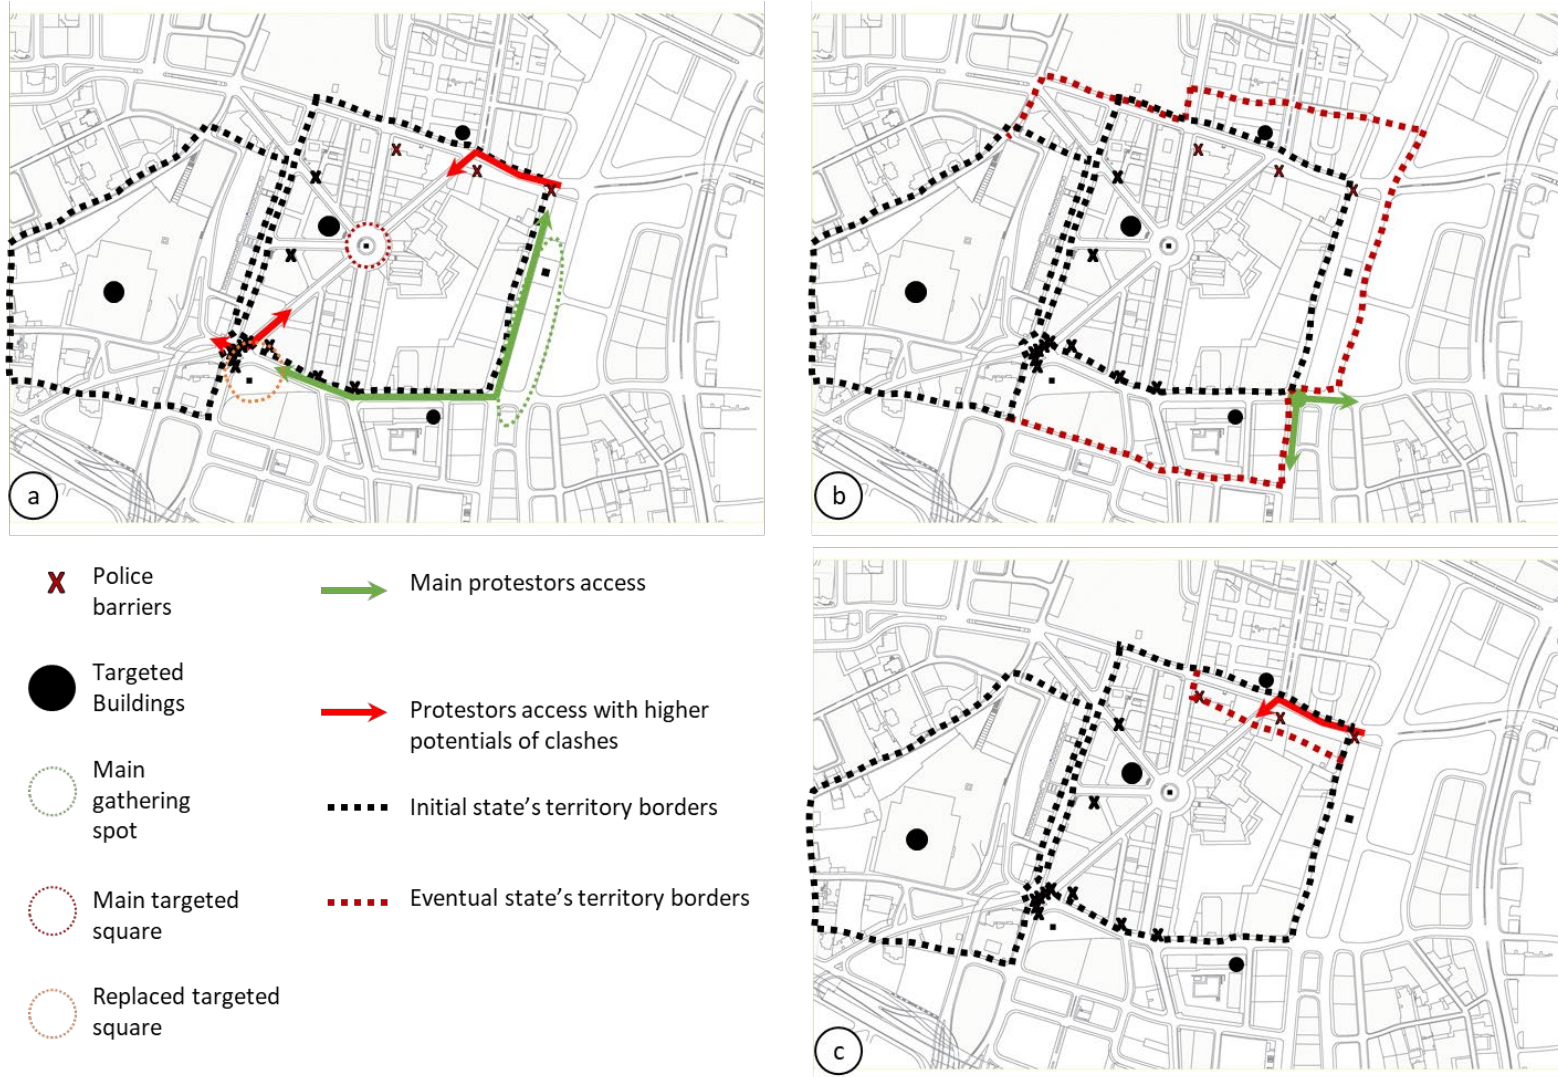 a
b
Police
barriers
Targeted
Buildings
Main
gathering
spot
Main targeted
square
Replaced targeted
square
Main protestors access
Protestors access with higher
potentials of clashes
Initial state’s territory borders
Eventual state’s territory borders
c